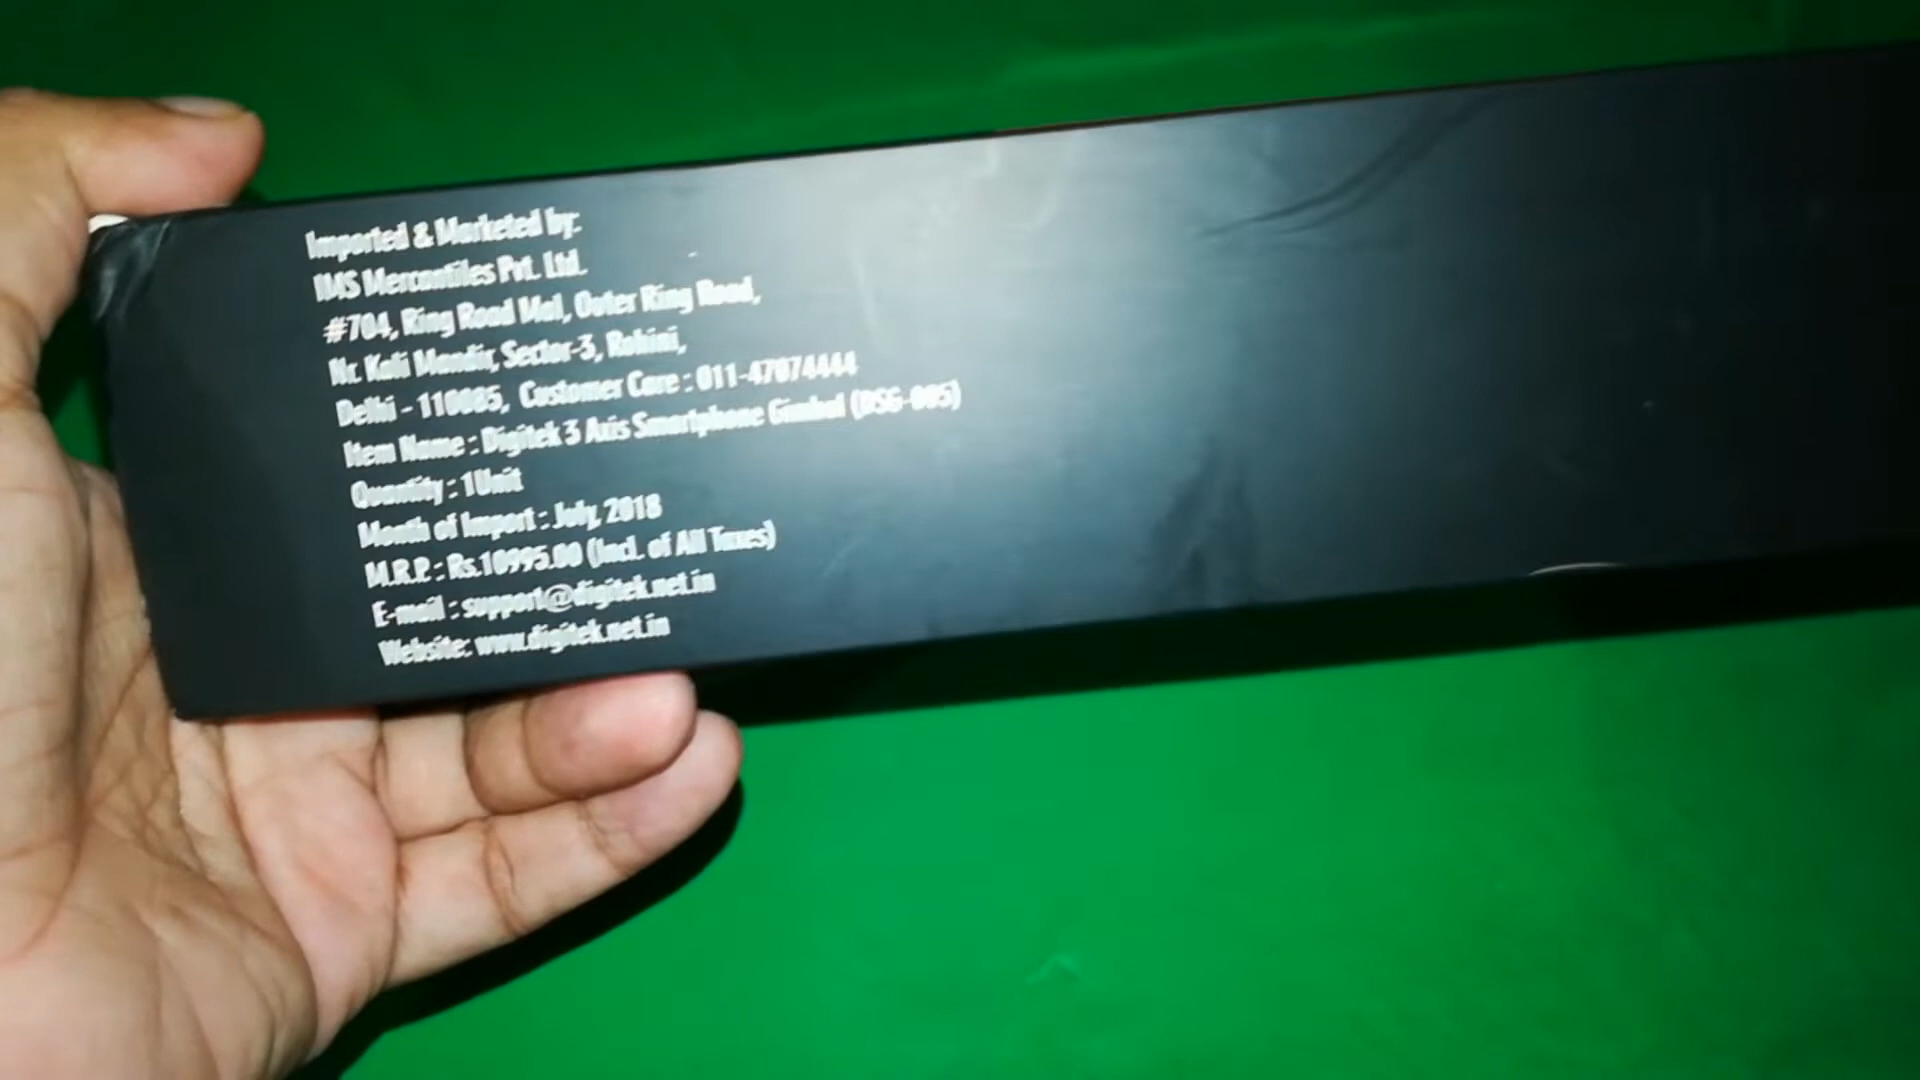 Imported & Marketed by:
IMS Mercantiles Pvt. Ltd.
#704, Ring Road Mal, Outer Ring Road,
Nr. Kali Mandir, Sector-3, Rohini,
Delhi - 110085, Customer Care : 011-47074444
Item Name : Digitek 3 Axis Smartphone Gimbal (DSG-005)
Quantity : 1Unit
Month of Import : July, 2018
M.R.P. : Rs.10995.00 (Incl. of All Taxes)
E-mail : support@digitek.net.in
Website: www.digitek.net.in